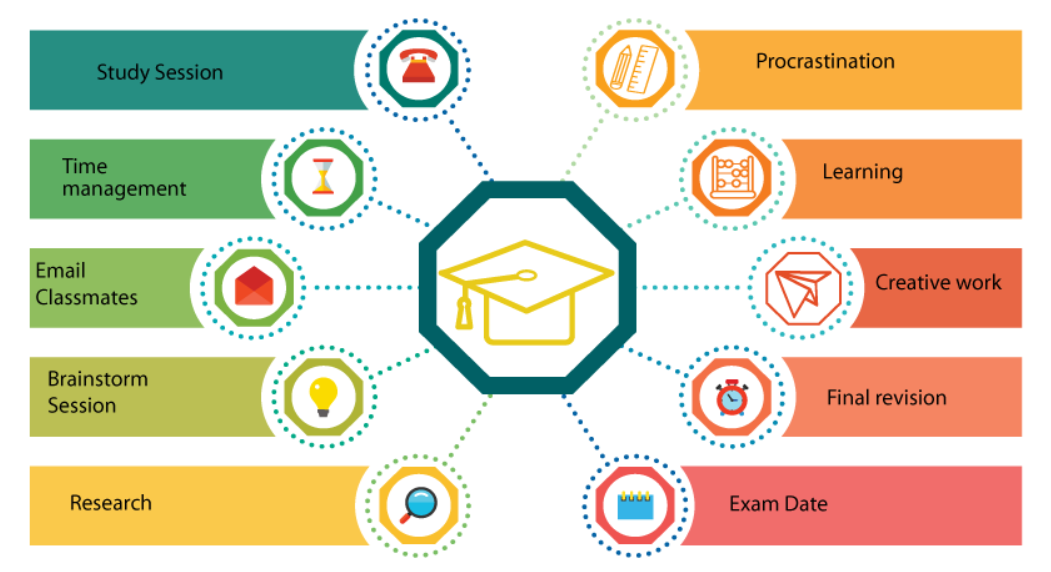 Study Session
Time
management
Email
Classmates
Brainstorm
Session
Research
Procrastination
Learning
Creative work
Final revision
Exam Date